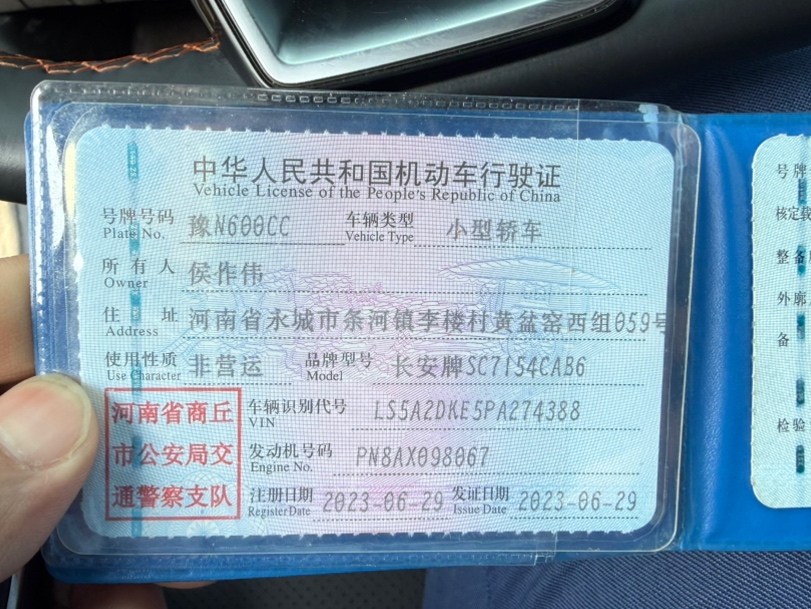 中华人民共和国机动车行驶证
Vehicle License of the People's Republic of China
号牌号码 豫N600CC 车辆类型 小型轿车
Plate No. Vehicle Type
所有人 侯作伟
Owner
住址 河南省永城市条河镇李楼村黄盆窑西组059号
Address
使用性质 非营运 品牌型号 长安牌SC7154CAB6
Use Character Model
河南省商丘
市公安局交
通警察支队
车辆识别代号 LS5A2DKE5PA274388
VIN
发动机号码 PN8AX098067
Engine No.
注册日期 2023-06-29 发证日期 2023-06-29
Register Date Issue Date
号牌
核定载
整备
外廓
备
检验